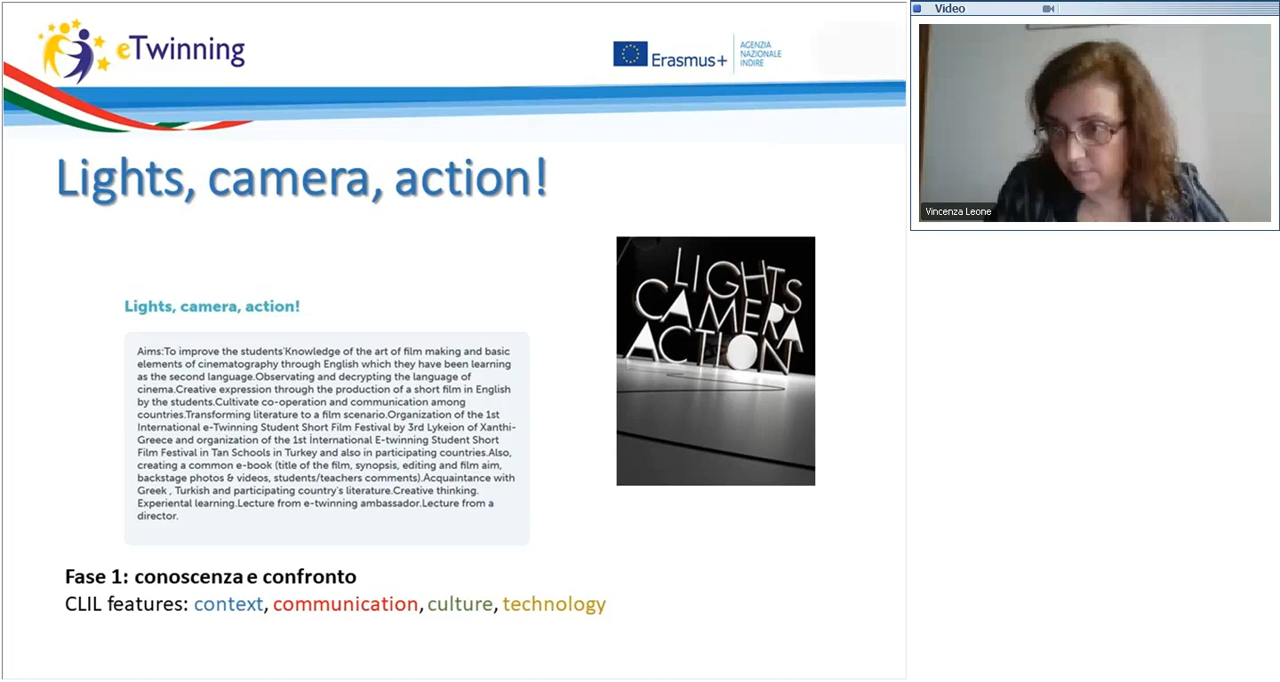 eTwinning
Erasmus+
AGENZIA
NAZIONALE
INDIRE
Video
Vincenza Leone
Lights, camera, action!
LIGHTS
CAMERA
ACTION
Lights, camera, action!
Aims:To improve the students'Knowledge of the art of film making and basic
elements of cinematography through English which they have been learning
as the second language.Observating and decrypting the language of
cinema.Creative expression through the production of a short film in English
by the students.Cultivate co-operation and communication among
countries.Transforming literature to a film scenario.Organization of the 1st
International e-Twinning Student Short Film Festival by 3rd Lykeion of Xanthi-
Greece and organization of the 1st İnternational E-twinning Student Short
Film Festival in Tan Schools in Turkey and also in participating countries.Also,
creating a common e-book (title of the film, synopsis, editing and film aim,
backstage photos & videos, students/teachers comments).Acquaintance with
Greek , Turkish and participating country's literature.Creative thinking.
Experiental learning.Lecture from e-twinning ambassador.Lecture from a
director.
Fase 1: conoscenza e confronto
CLIL features: context, communication, culture, technology